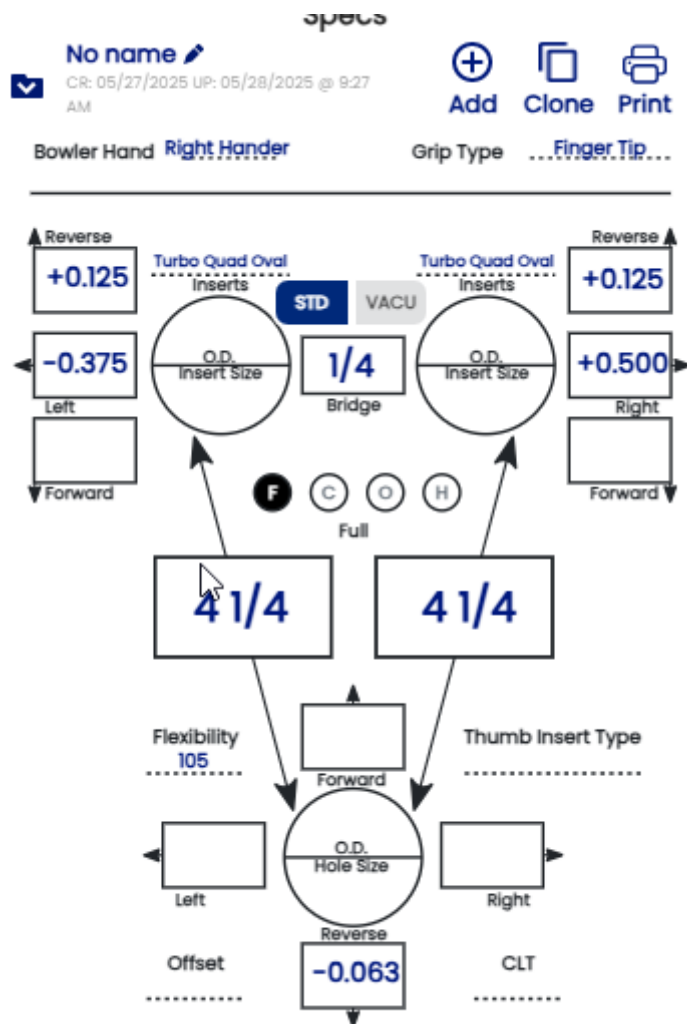 Specs
No name
CR: 05/27/2025 UP: 05/28/2025 @ 9:27
AM
Add Clone Print
Bowler Hand Right Hander Grip Type Finger Tip
Reverse Reverse
+0.125 Turbo Quad Oval Turbo Quad Oval +0.125
Inserts Inserts
STD VACU
-0.375 O.D. 1/4 O.D. +0.500
Insert Size Insert Size
Left Bridge Right
Forward F C O H Forward
Full
4 1/4 4 1/4
Flexibility Thumb Insert Type
105
Forward
O.D.
Hole Size
Left Right
Reverse
Offset -0.063 CLT